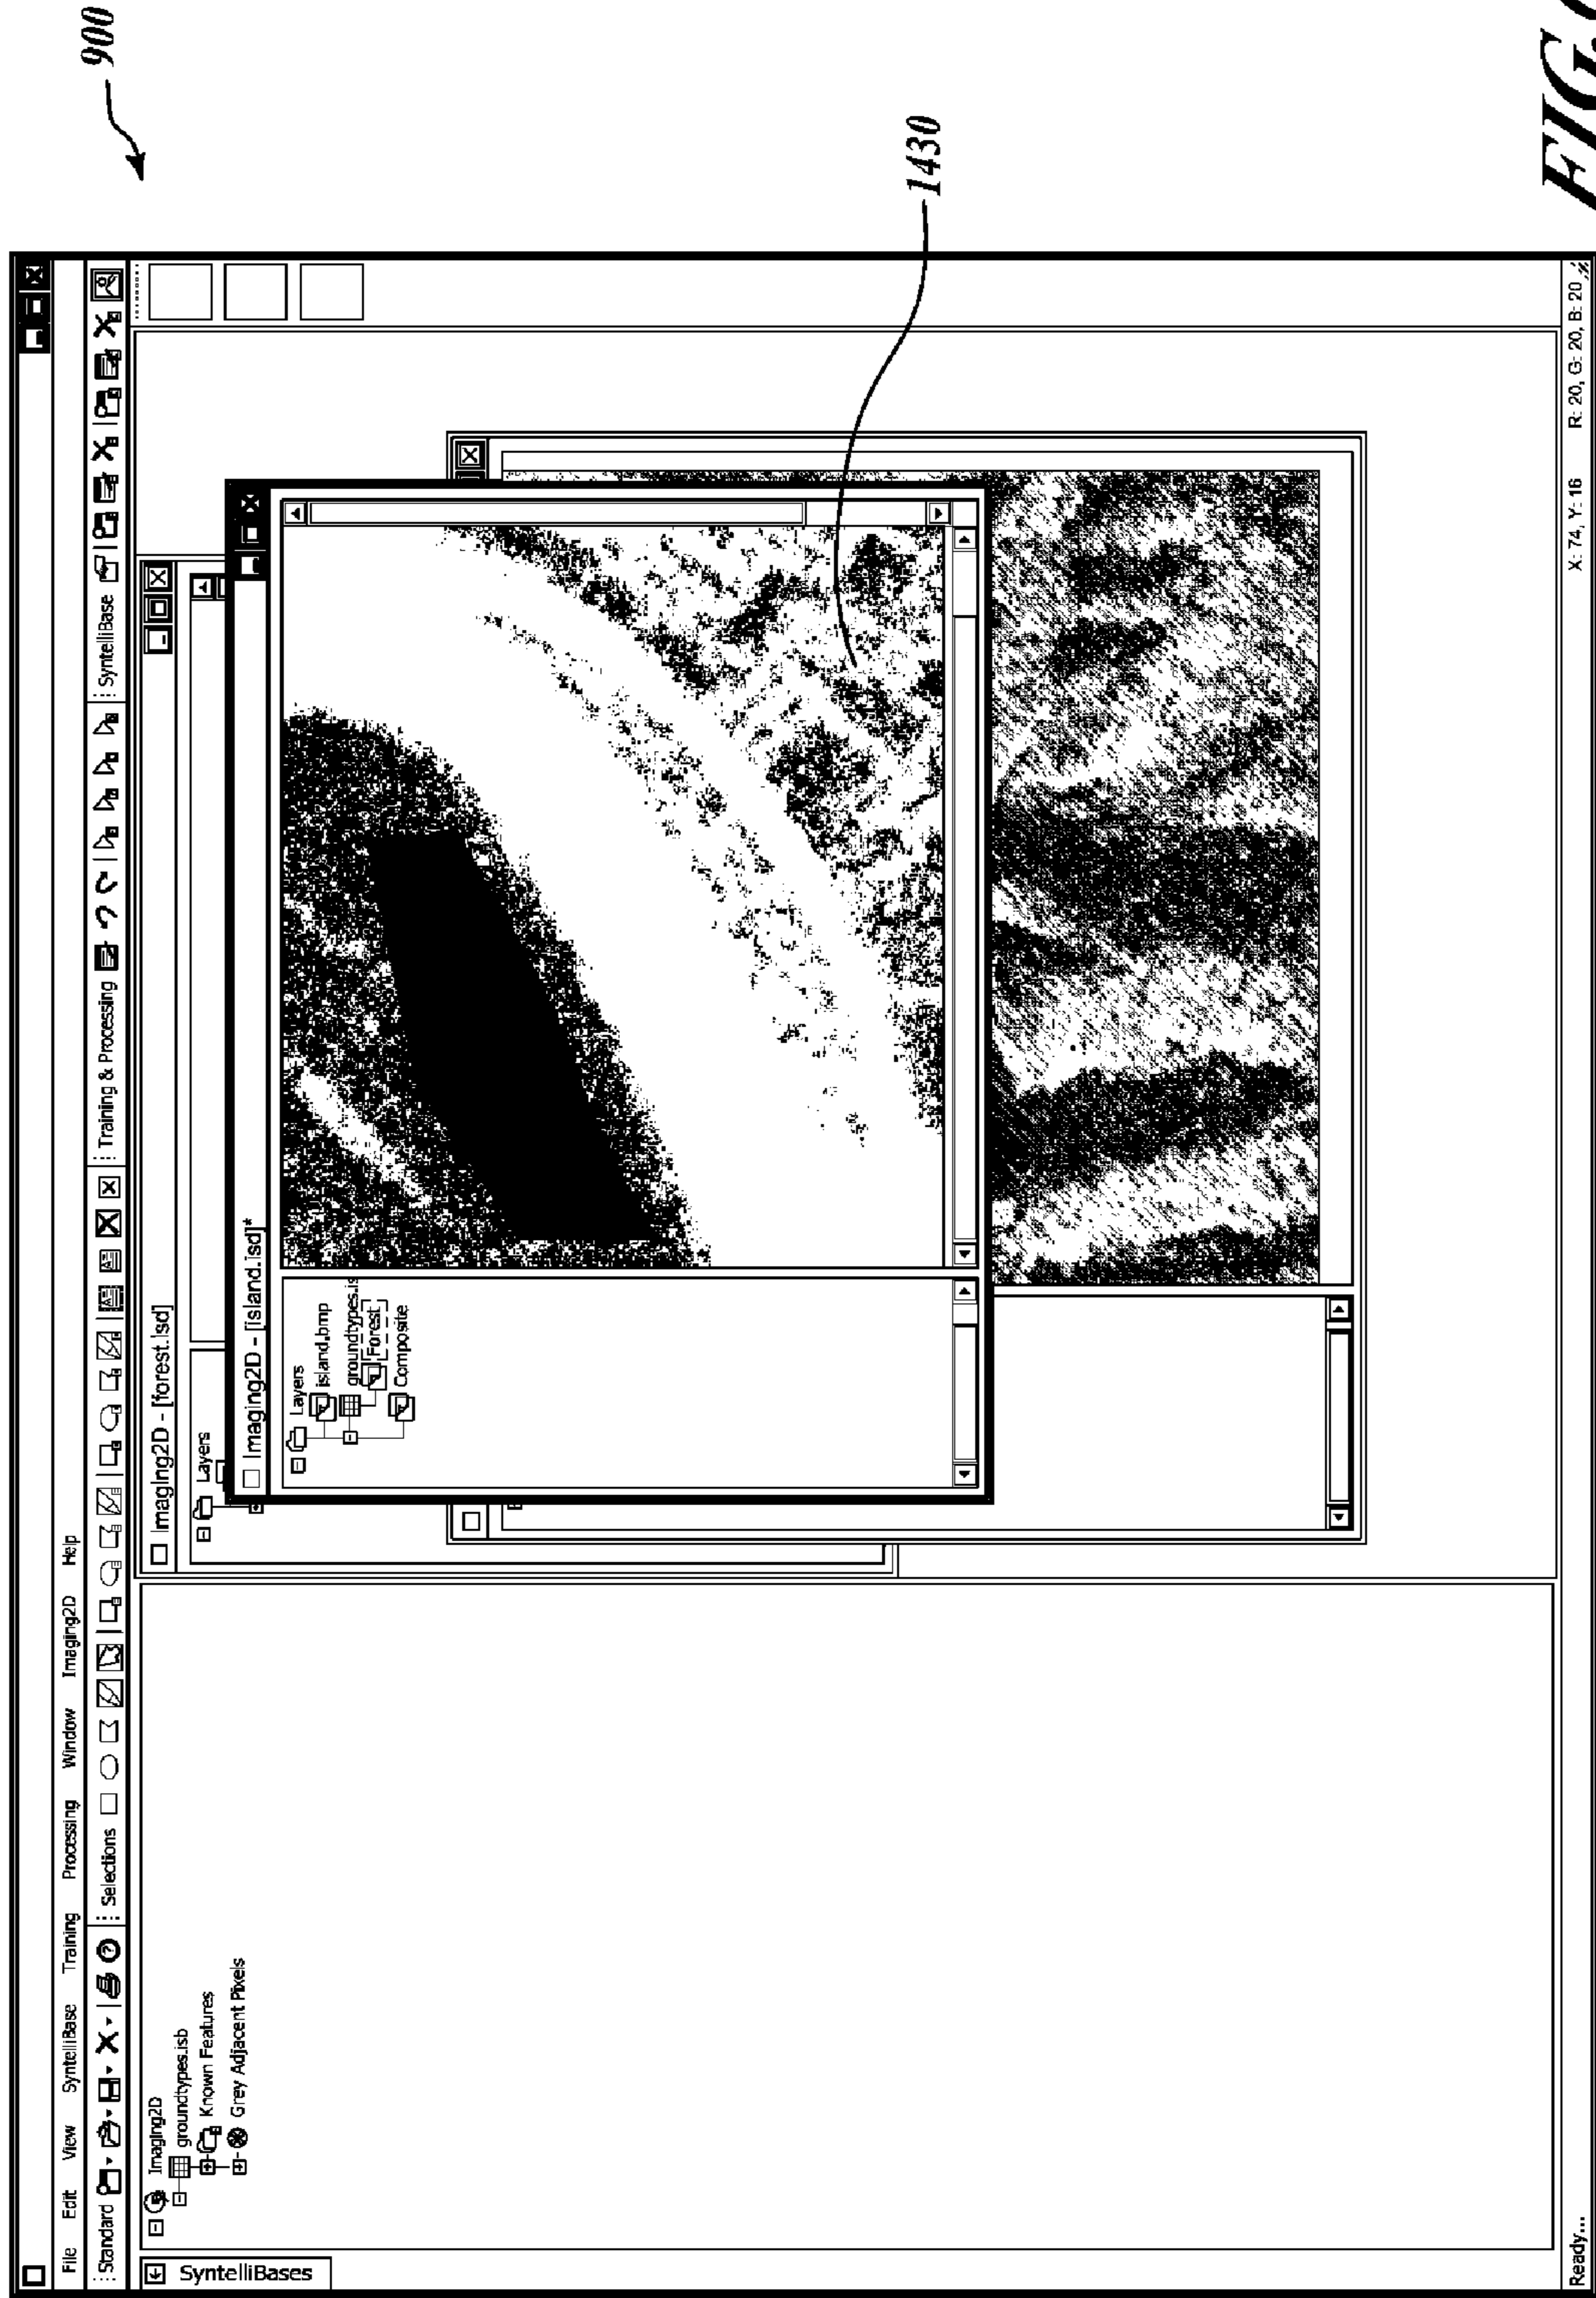 900
File Edit View SyntelliBase Training Processing Window Imaging2D Help
Standard Selections Training & Processing SyntelliBase
SyntelliBases
Imaging2D
groundtypes.isb
Known Features
Grey Adjacent Pixels
Imaging2D - [forest.isd]
Layers
Imaging2D - [island.isd]*
Layers
island.bmp
groundtypes.is
Forest
Composite
1430
Ready...
X: 74, Y: 16 R: 20, G: 20, B: 20
FIG.